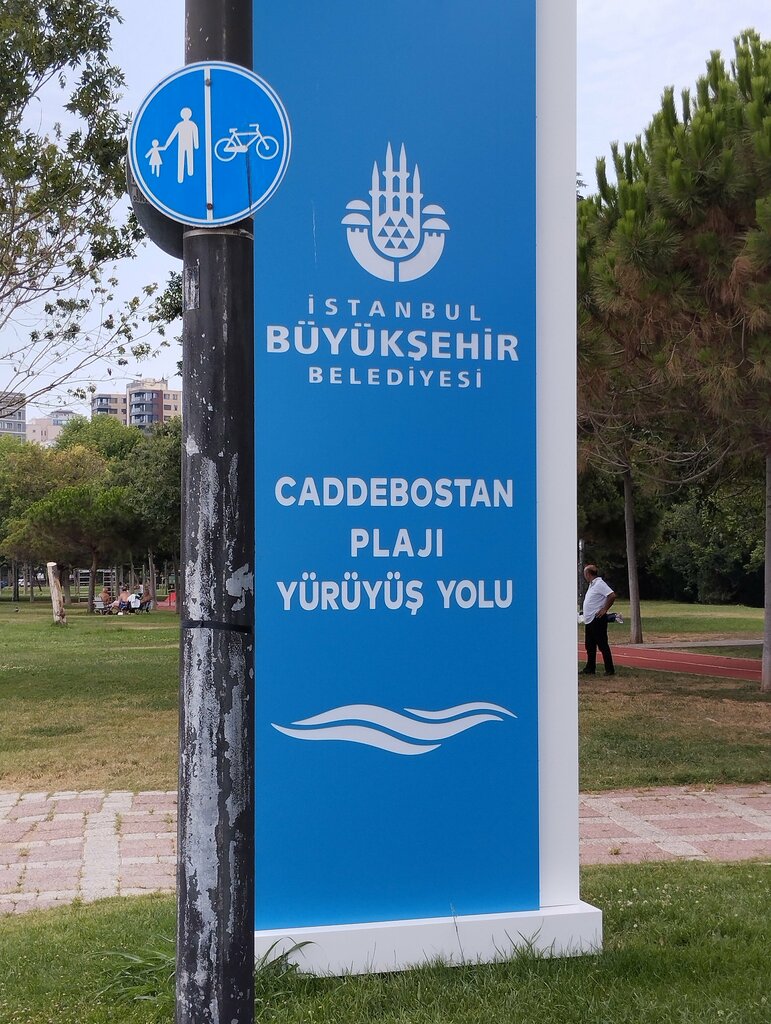 İSTANBUL
BÜYÜKŞEHİR
BELEDİYESİ
CADDEBOSTAN
PLAJI
YÜRÜYÜŞ YOLU